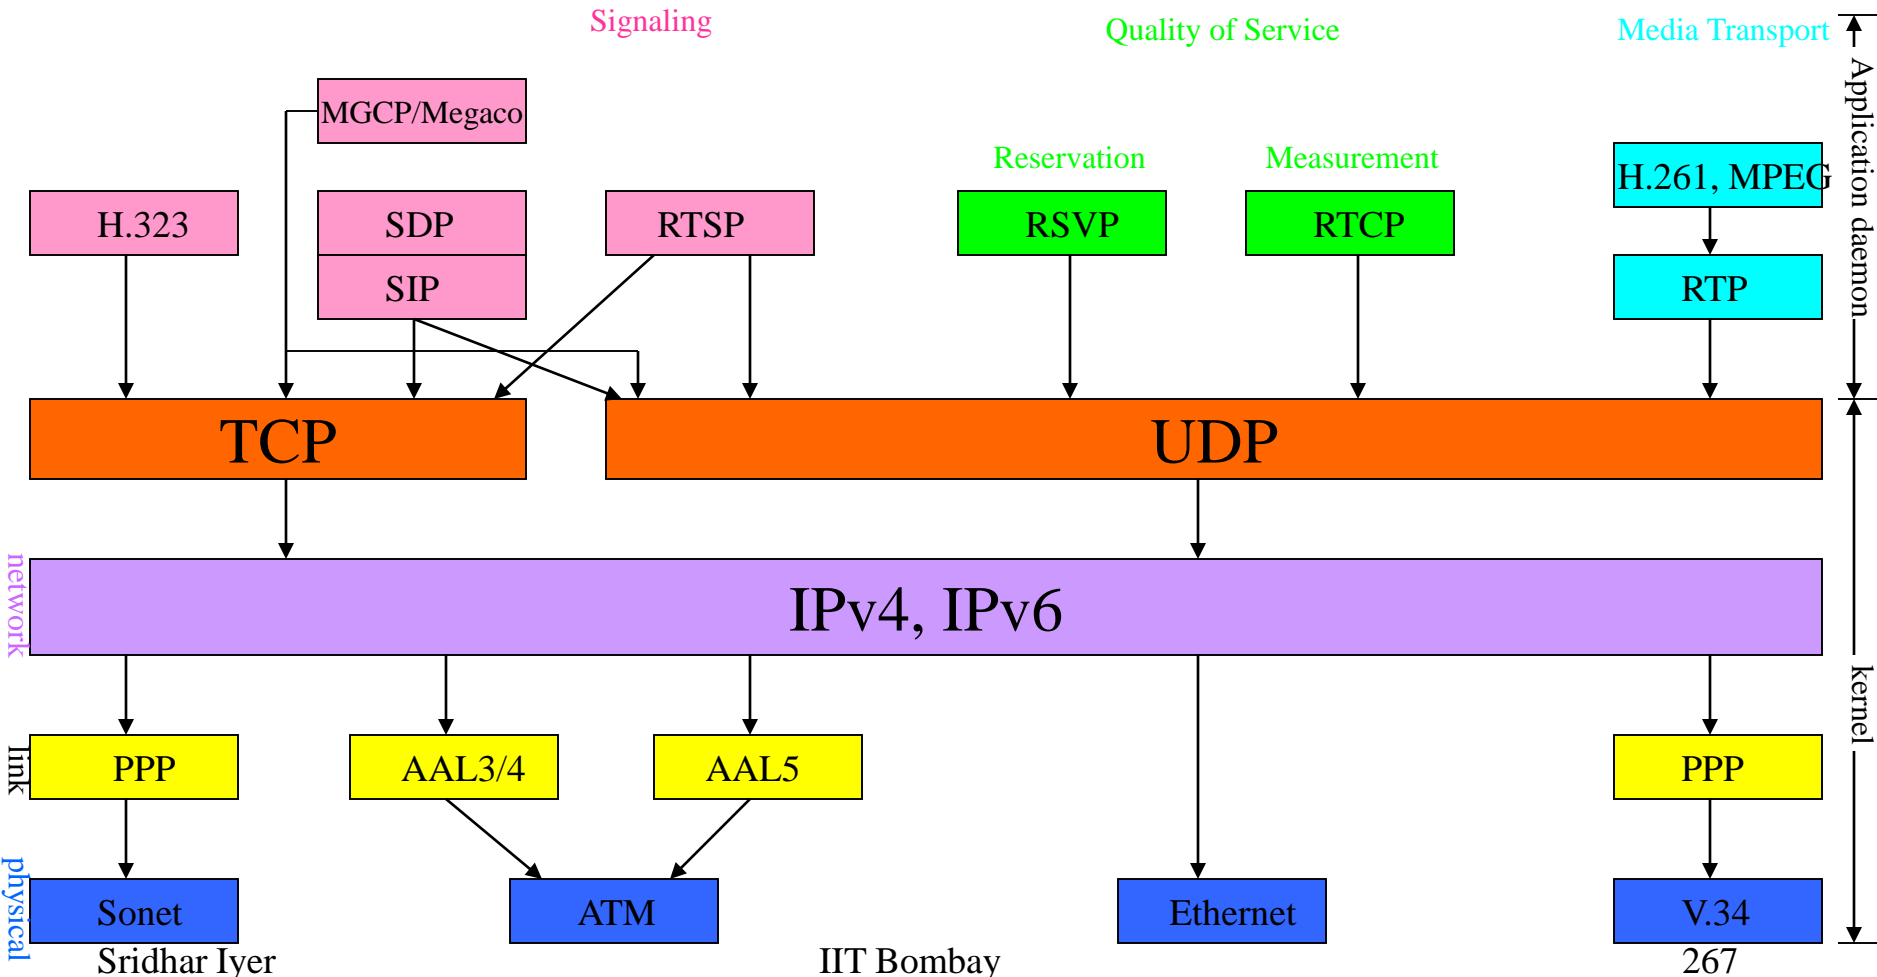 Signaling
Quality of Service
Media Transport
MGCP/Megaco
Reservation
Measurement
H.261, MPEG
Application daemon
H.323
SDP
RTSP
RSVP
RTCP
SIP
RTP
TCP
UDP
network
IPv4, IPv6
kernel
link
PPP
AAL3/4
AAL5
PPP
physical
Sonet
ATM
Ethernet
V.34
Sridhar Iyer
IIT Bombay
267